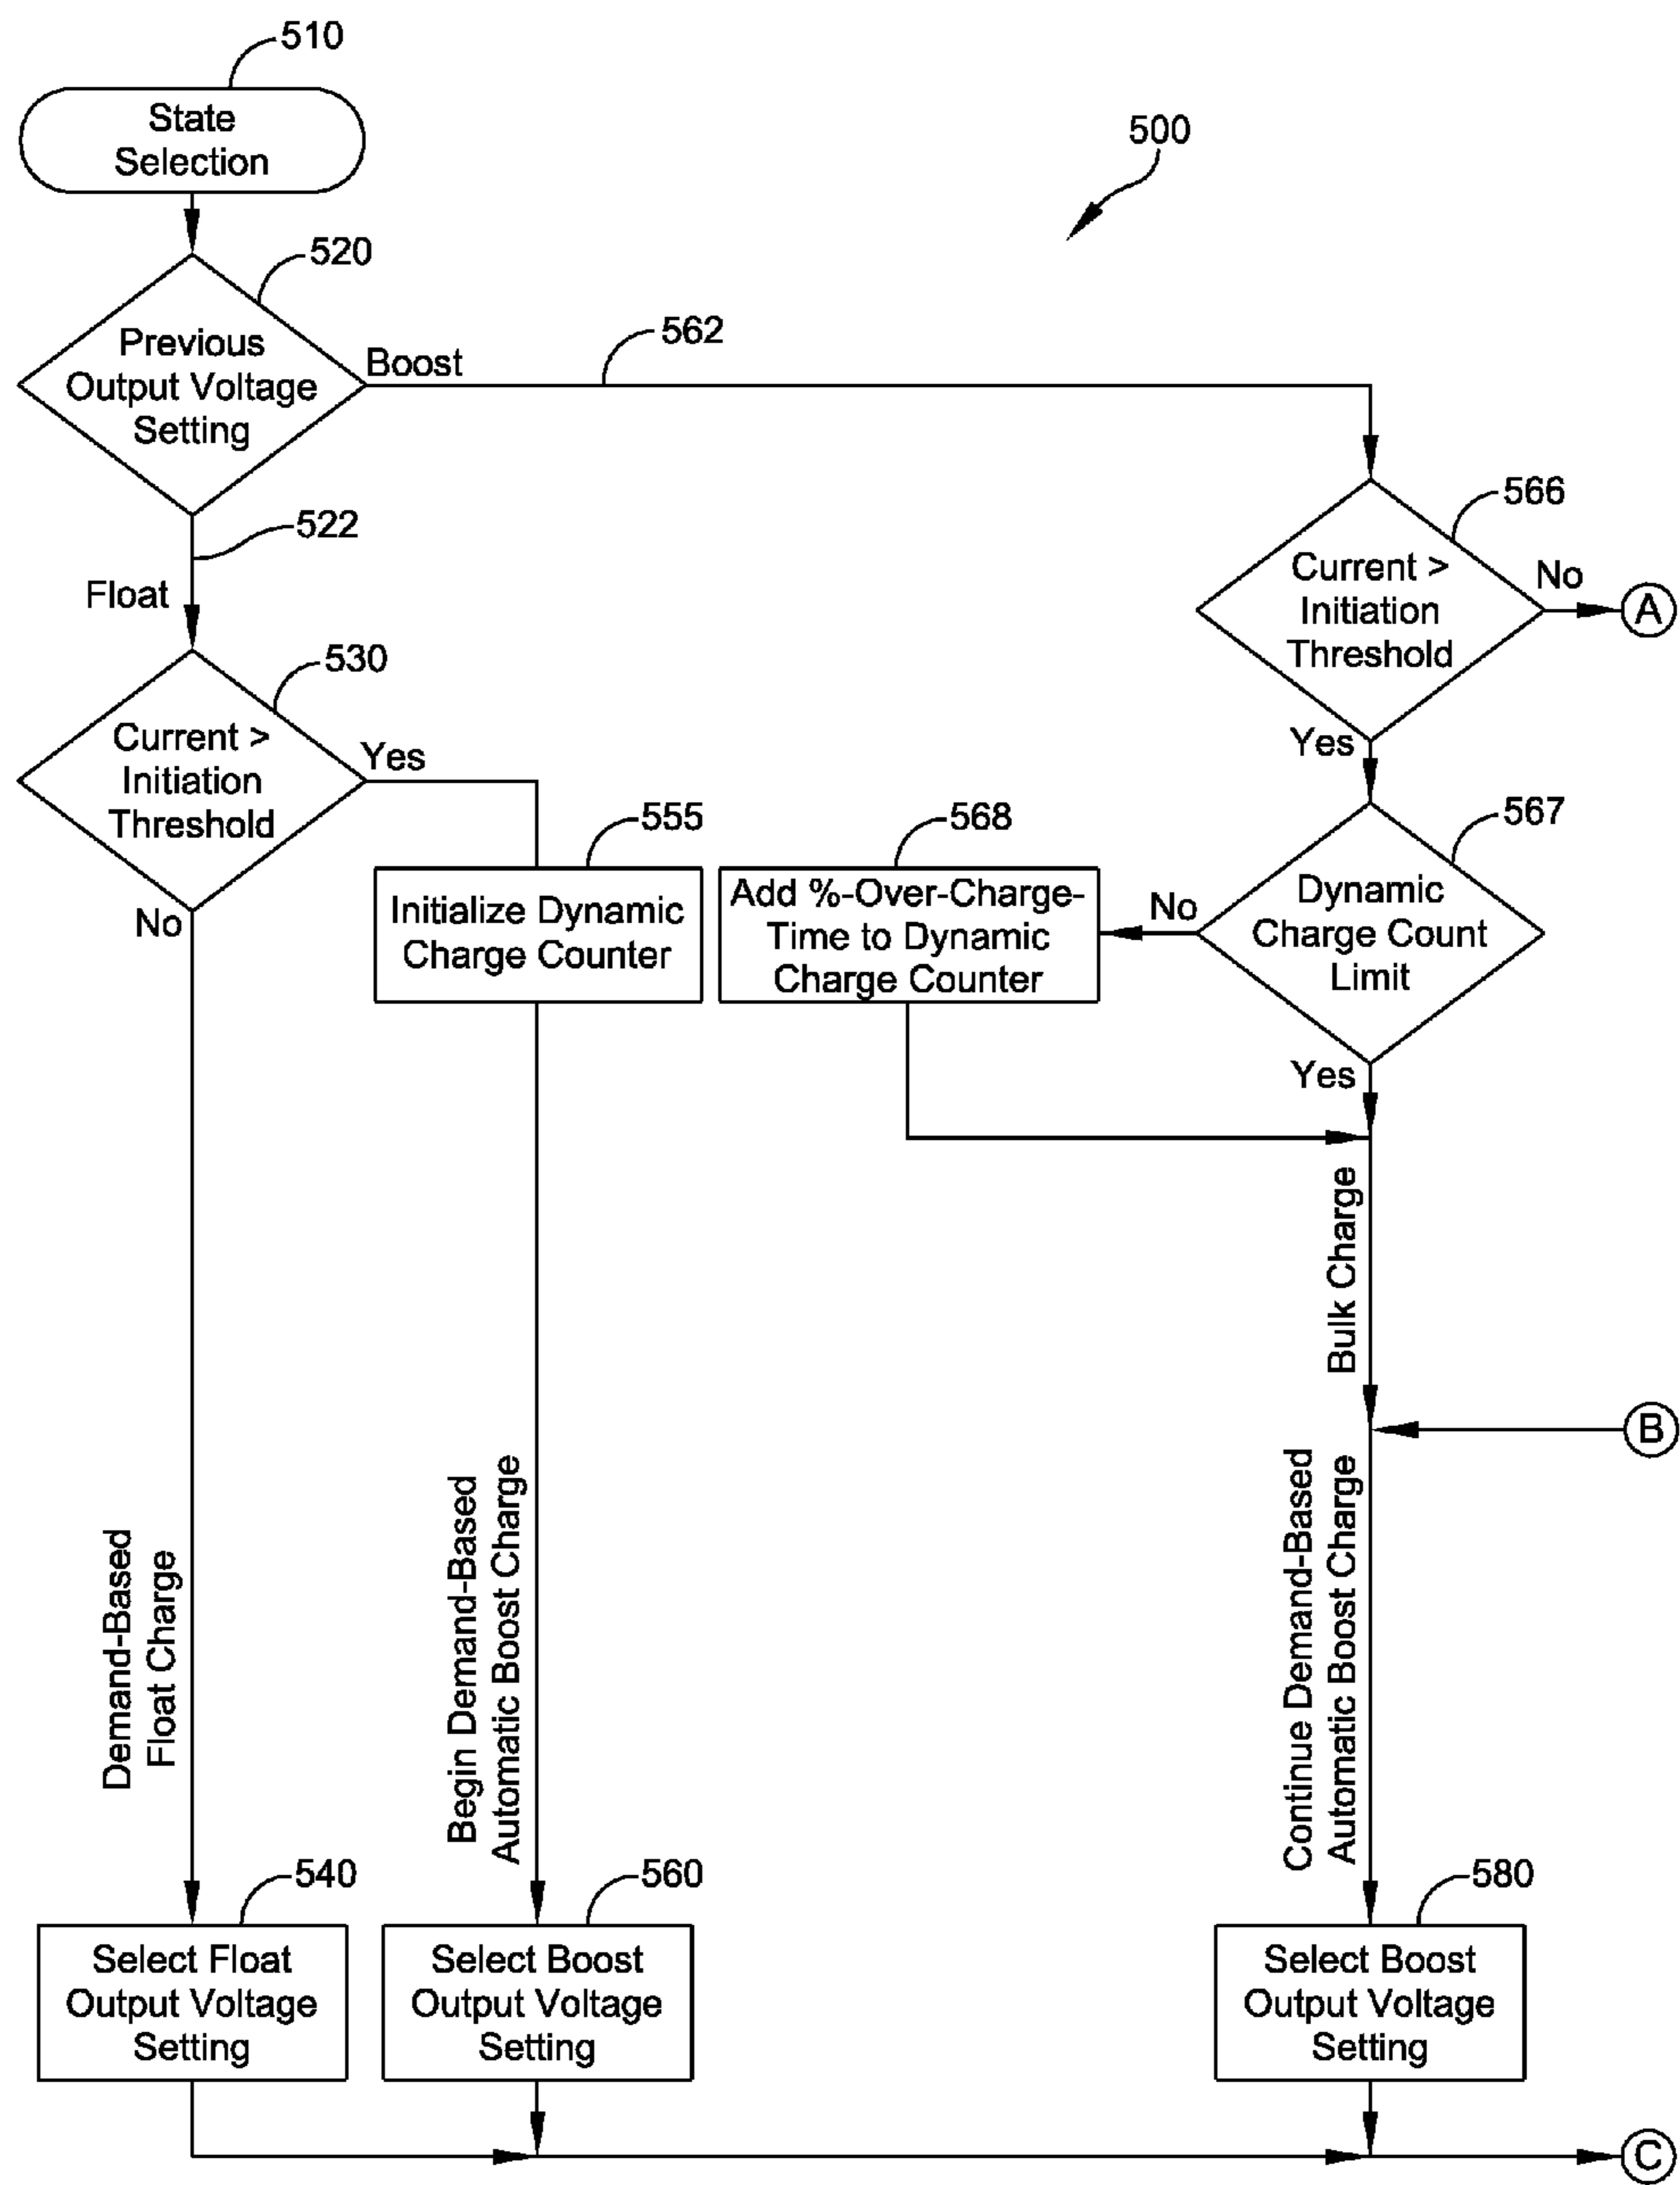 510
State
Selection
500
520
Previous
Output Voltage
Setting
Boost
562
522
Float
566
Current >
Initiation
Threshold
No
A
Yes
530
Current >
Initiation
Threshold
Yes
No
555
Initialize Dynamic
Charge Counter
568
Add %-Over-Charge-
Time to Dynamic
Charge Counter
No
567
Dynamic
Charge Count
Limit
Yes
Bulk Charge
B
Demand-Based
Float Charge
Begin Demand-Based
Automatic Boost Charge
Continue Demand-Based
Automatic Boost Charge
540
Select Float
Output Voltage
Setting
560
Select Boost
Output Voltage
Setting
580
Select Boost
Output Voltage
Setting
C